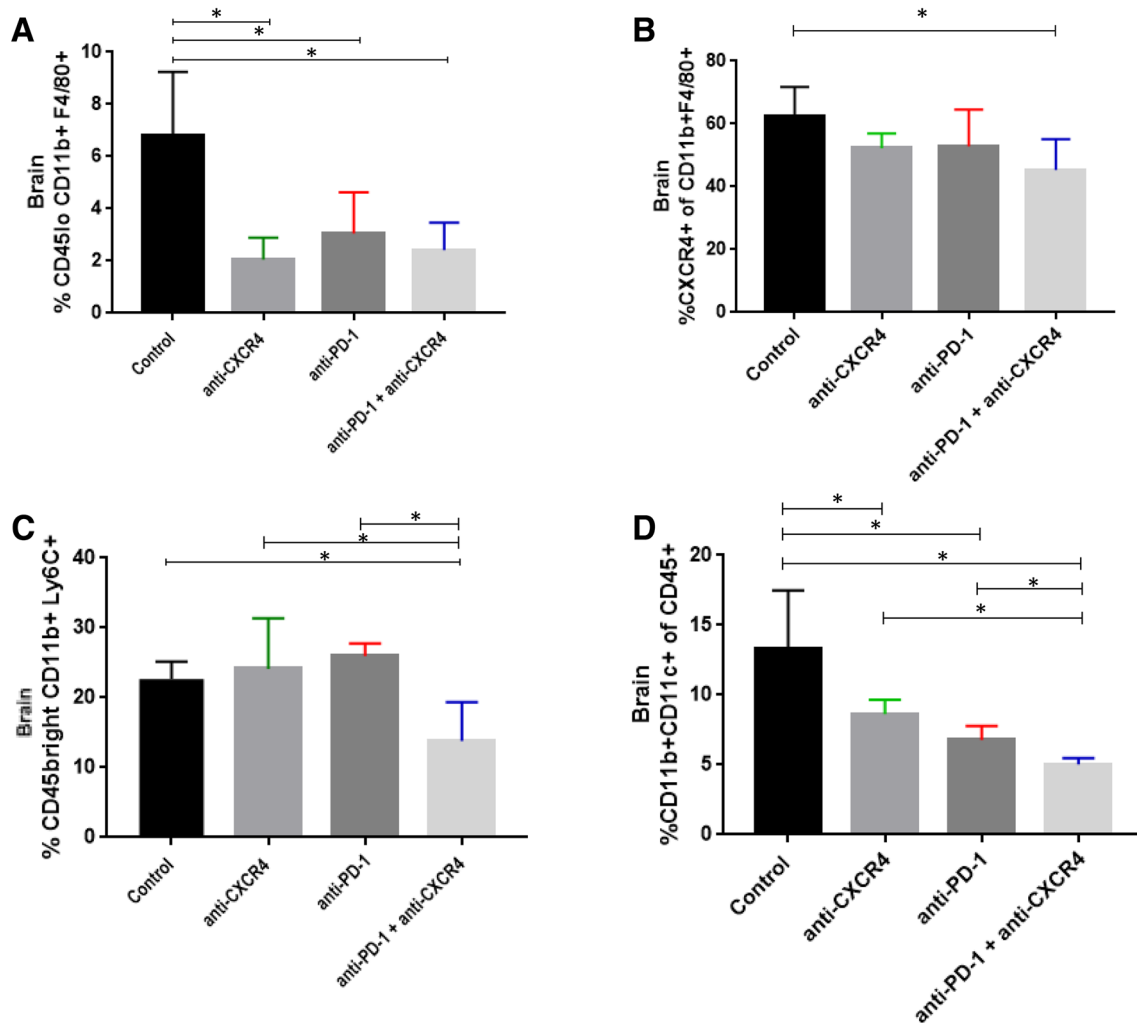 A
*
*
*
Brain
% CD45lo CD11b+ F4/80+
10
8
6
4
2
0
Control
anti-CXCR4
anti-PD-1
anti-PD-1 + anti-CXCR4
B
*
Brain
%CXCR4+ of CD11b+F4/80+
80
60
40
20
0
Control
anti-CXCR4
anti-PD-1
anti-PD-1 + anti-CXCR4
C
*
*
*
Brain
% CD45bright CD11b+ Ly6C+
40
30
20
10
0
Control
anti-CXCR4
anti-PD-1
anti-PD-1 + anti-CXCR4
D
*
*
*
*
*
Brain
%CD11b+CD11c+ of CD45+
20
15
10
5
0
Control
anti-CXCR4
anti-PD-1
anti-PD-1 + anti-CXCR4